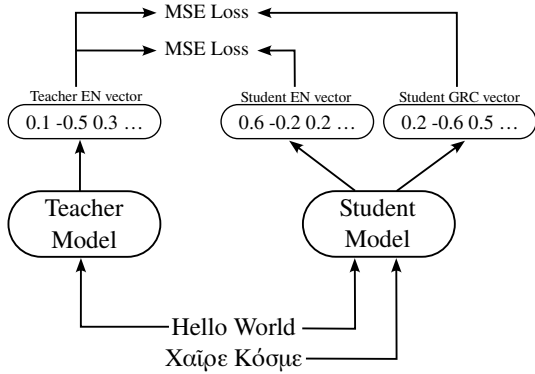 MSE Loss
MSE Loss
Teacher EN vector
0.1 -0.5 0.3 …
Student EN vector
0.6 -0.2 0.2 …
Student GRC vector
0.2 -0.6 0.5 …
Teacher
Model
Student
Model
Hello World
Χαῖρε Κόσμε